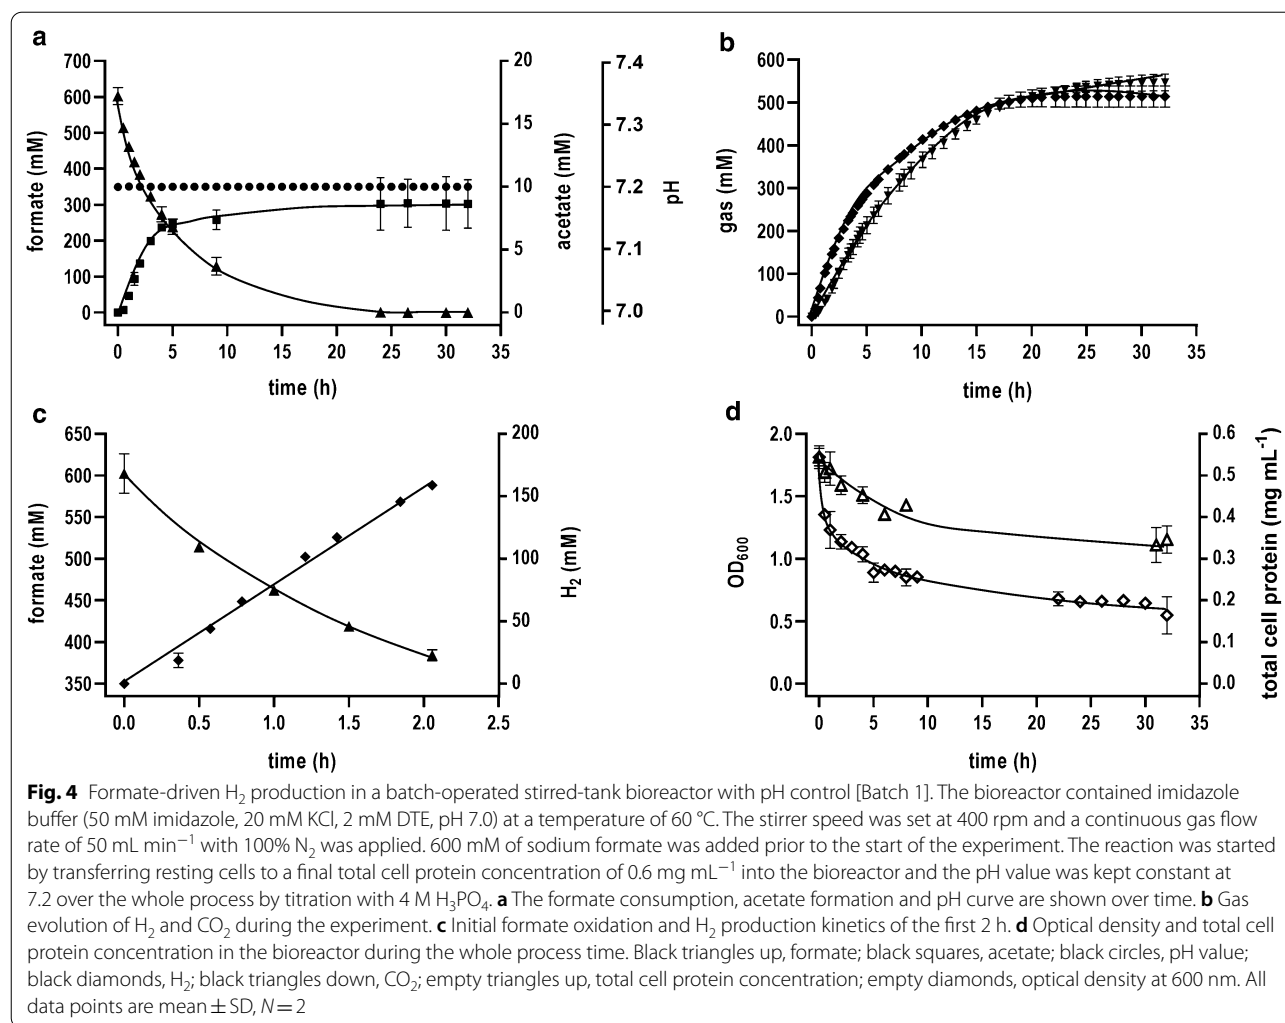 a
700
600
500
400
300
200
100
0
formate (mM)
0 5 10 15 20 25 30 35
time (h)
20
15
10
5
0
acetate (mM)
7.4
7.3
7.2
7.1
7.0
pH
b
600
500
400
300
200
100
0
gas (mM)
0 5 10 15 20 25 30 35
time (h)
c
650
600
550
500
450
400
350
formate (mM)
0.0 0.5 1.0 1.5 2.0 2.5
time (h)
200
150
100
50
0
H₂ (mM)
d
2.0
1.5
1.0
0.5
0.0
OD₆₀₀
0 5 10 15 20 25 30 35
time (h)
0.6
0.5
0.4
0.3
0.2
0.1
0.0
total cell protein (mg mL⁻¹)
Fig. 4 Formate-driven H₂ production in a batch-operated stirred-tank bioreactor with pH control [Batch 1]. The bioreactor contained imidazole
buffer (50 mM imidazole, 20 mM KCl, 2 mM DTE, pH 7.0) at a temperature of 60 °C. The stirrer speed was set at 400 rpm and a continuous gas flow
rate of 50 mL min⁻¹ with 100% N₂ was applied. 600 mM of sodium formate was added prior to the start of the experiment. The reaction was started
by transferring resting cells to a final total cell protein concentration of 0.6 mg mL⁻¹ into the bioreactor and the pH value was kept constant at
7.2 over the whole process by titration with 4 M H₃PO₄. a The formate consumption, acetate formation and pH curve are shown over time. b Gas
evolution of H₂ and CO₂ during the experiment. c Initial formate oxidation and H₂ production kinetics of the first 2 h. d Optical density and total cell
protein concentration in the bioreactor during the whole process time. Black triangles up, formate; black squares, acetate; black circles, pH value;
black diamonds, H₂; black triangles down, CO₂; empty triangles up, total cell protein concentration; empty diamonds, optical density at 600 nm. All
data points are mean ± SD, N = 2